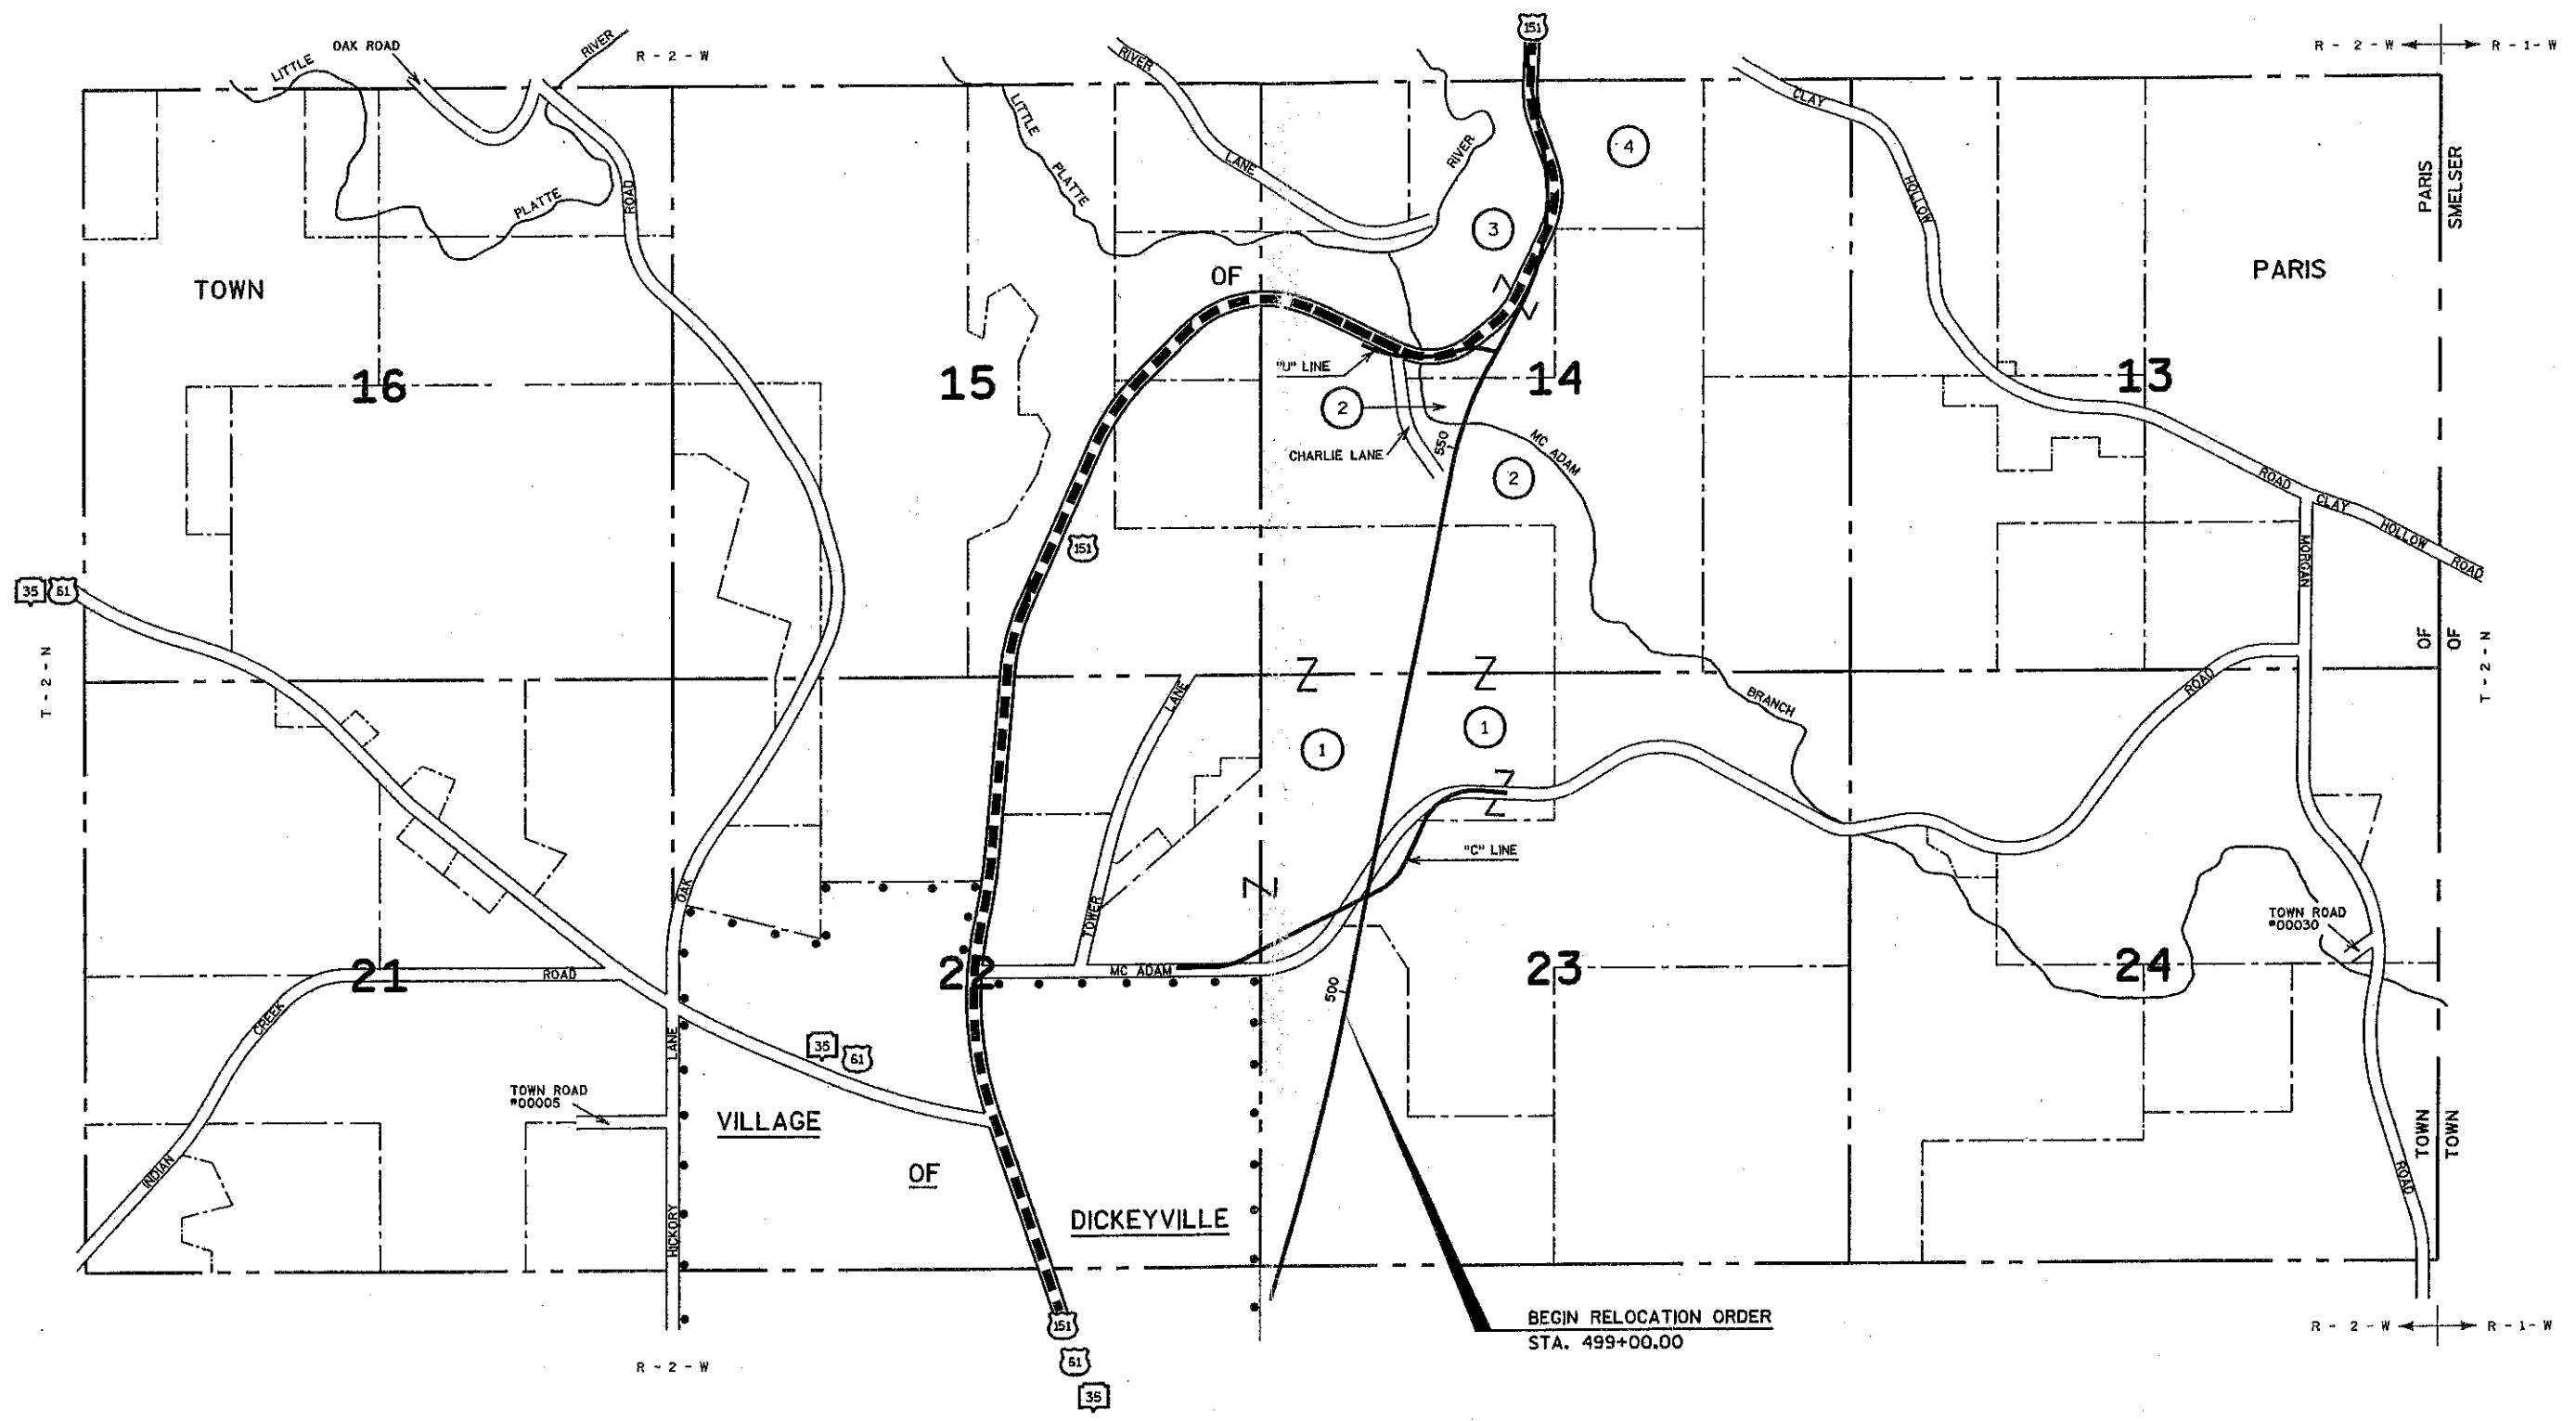 151
OAK ROAD
LITTLE
RIVER
R - 2 - W
R - 2 - W
R - 1 - W
RIVER
CLAY
LITTLE
4
PARIS
SMELSER
LANE
RIVER
PLATTE
PLATTE
ROAD
HOLLOW
3
TOWN
OF
PARIS
Z
Z
"U" LINE
16
15
14
13
2
MC ADAM
CHARLIE LANE
550
2
ROAD
CLAY
HOLLOW
ROAD
151
MORGAN
35
61
T - 2 - N
OF
OF
T - 2 - N
Z
Z
LANE
ROAD
BRANCH
1
1
Z
Z
"C" LINE
OAK
Z
TOWER
TOWN ROAD
#00030
21
ROAD
22
MC ADAM
23
24
500
CREEK
LANE
35
61
TOWN ROAD
#00005
VILLAGE
TOWN
TOWN
INDIAN
OF
ROAD
HICKORY
DICKEYVILLE
BEGIN RELOCATION ORDER
STA. 499+00.00
151
R - 2 - W
R - 1 - W
61
R - 2 - W
35